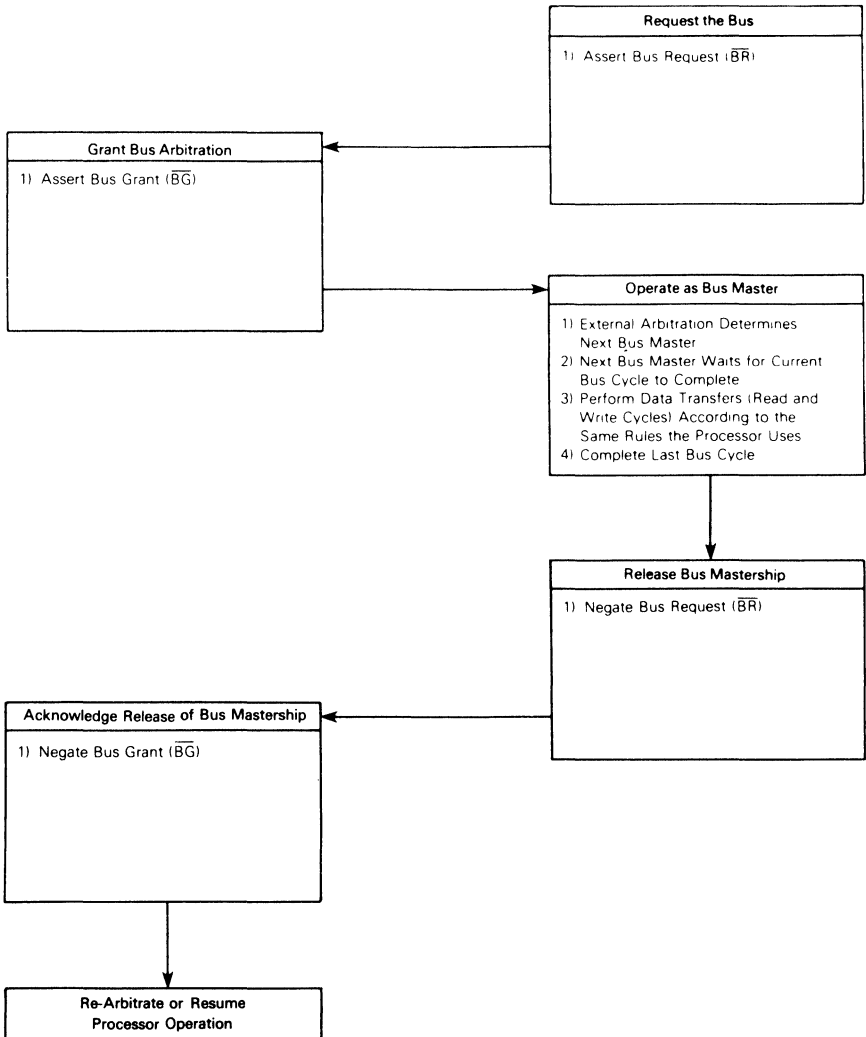 Request the Bus
1) Assert Bus Request (B̅R̅)
Grant Bus Arbitration
1) Assert Bus Grant (B̅G̅)
Operate as Bus Master
1) External Arbitration Determines
Next Bus Master
2) Next Bus Master Waits for Current
Bus Cycle to Complete
3) Perform Data Transfers (Read and
Write Cycles) According to the
Same Rules the Processor Uses
4) Complete Last Bus Cycle
Release Bus Mastership
1) Negate Bus Request (B̅R̅)
Acknowledge Release of Bus Mastership
1) Negate Bus Grant (B̅G̅)
Re-Arbitrate or Resume
Processor Operation